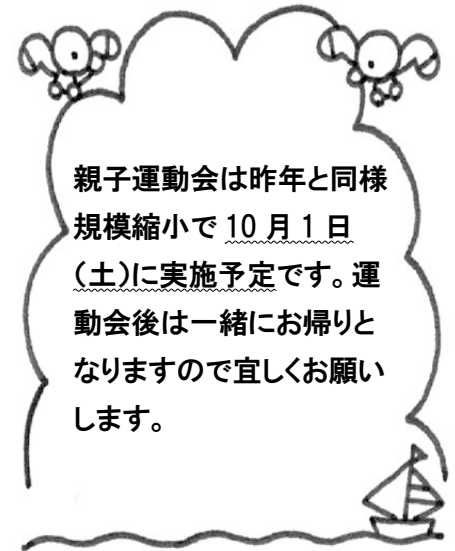 親子運動会は昨年と同様
規模縮小で 10 月 1 日
（土）に実施予定です。運
動会後は一緒にお帰りと
なりますので宜しくお願い
します。